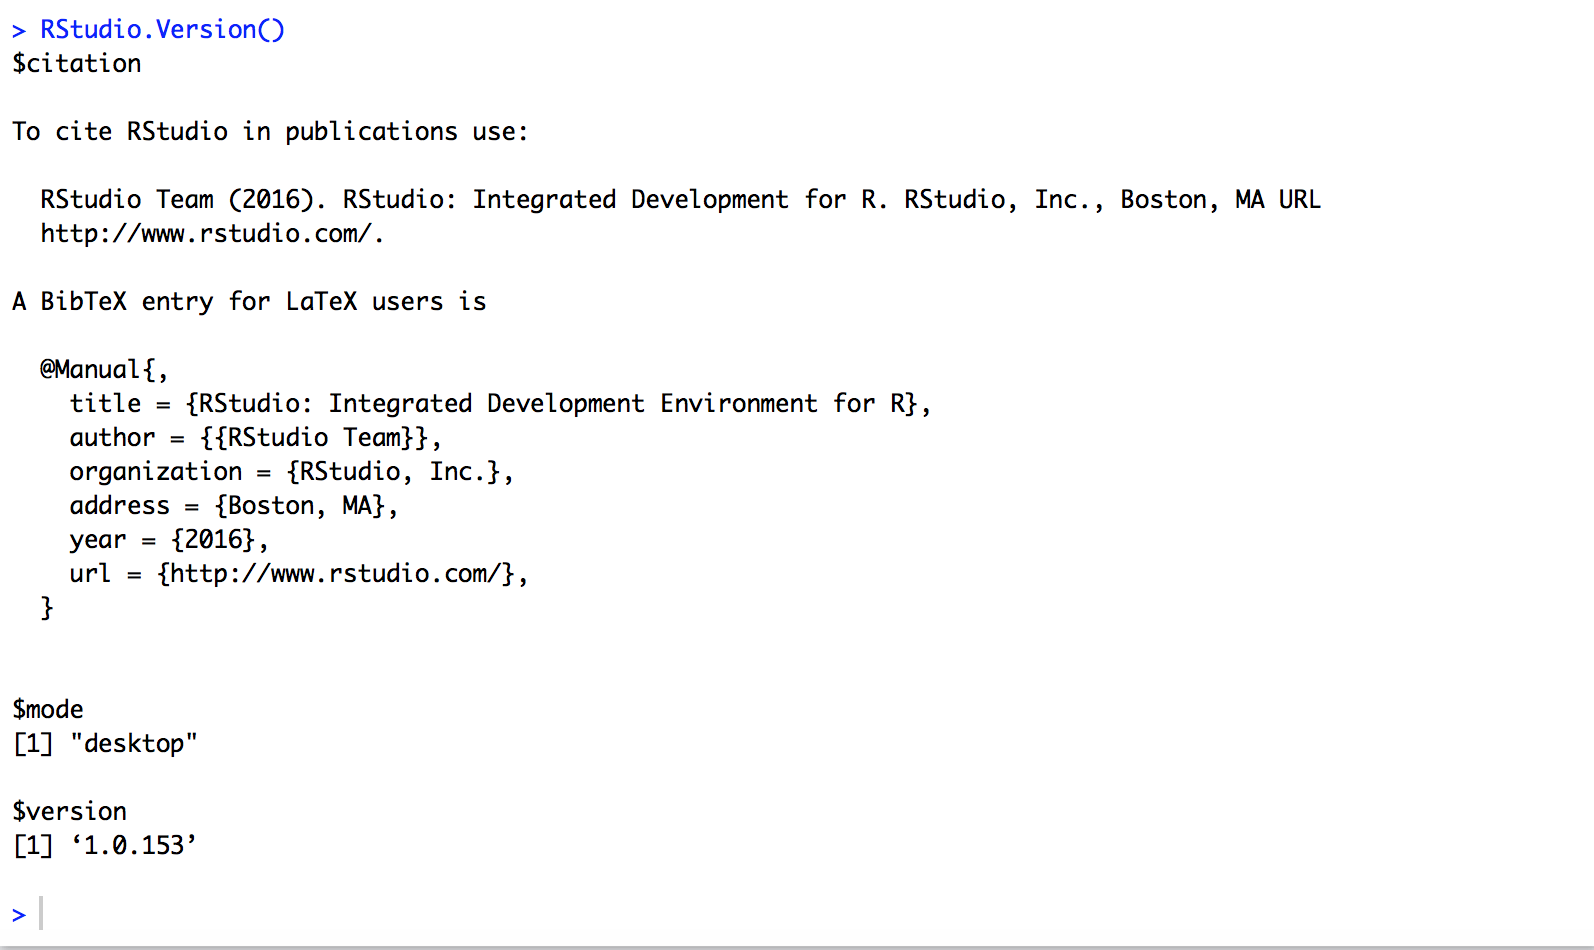 > RStudio.Version()
$citation

To cite RStudio in publications use:

  RStudio Team (2016). RStudio: Integrated Development for R. RStudio, Inc., Boston, MA URL
  http://www.rstudio.com/.

A BibTeX entry for LaTeX users is

  @Manual{,
    title = {RStudio: Integrated Development Environment for R},
    author = {{RStudio Team}},
    organization = {RStudio, Inc.},
    address = {Boston, MA},
    year = {2016},
    url = {http://www.rstudio.com/},
  }


$mode
[1] "desktop"

$version
[1] ‘1.0.153’

>